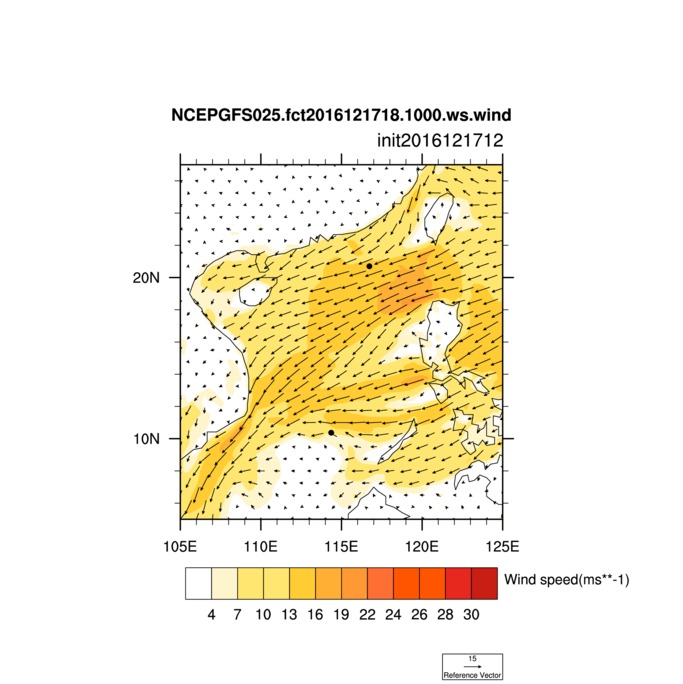 NCEPGFS025.fct2016121718.1000.ws.wind
init2016121712
20N
10N
105E 110E 115E 120E 125E
Wind speed(ms**-1)
4 7 10 13 16 19 22 24 26 28 30
15
Reference Vector